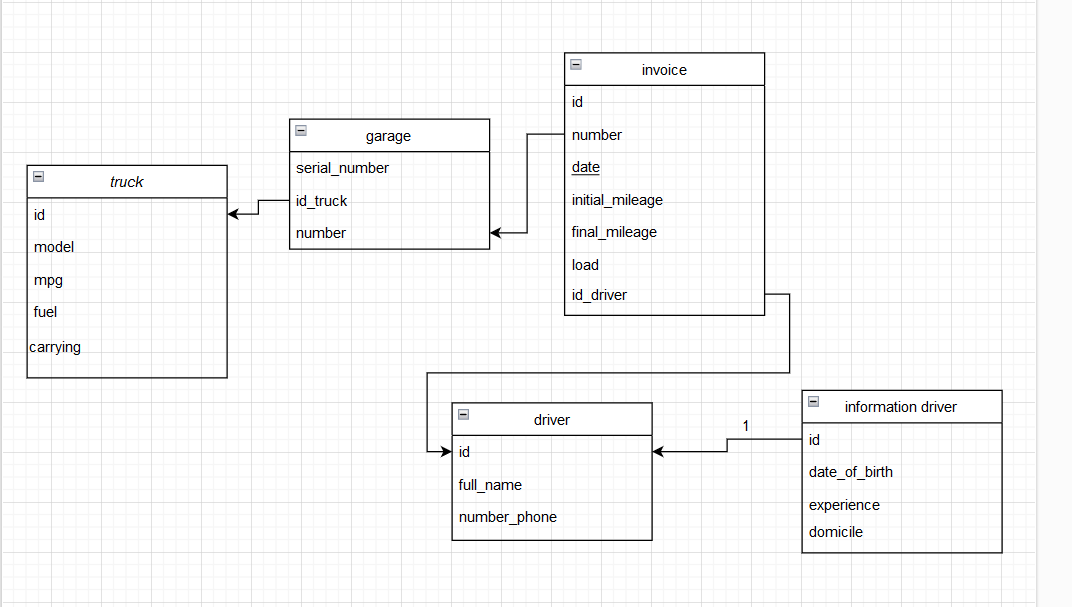 truck
id
model
mpg
fuel
carrying
garage
serial_number
id_truck
number
invoice
id
number
date
initial_mileage
final_mileage
load
id_driver
driver
id
full_name
number_phone
1
information driver
id
date_of_birth
experience
domicile